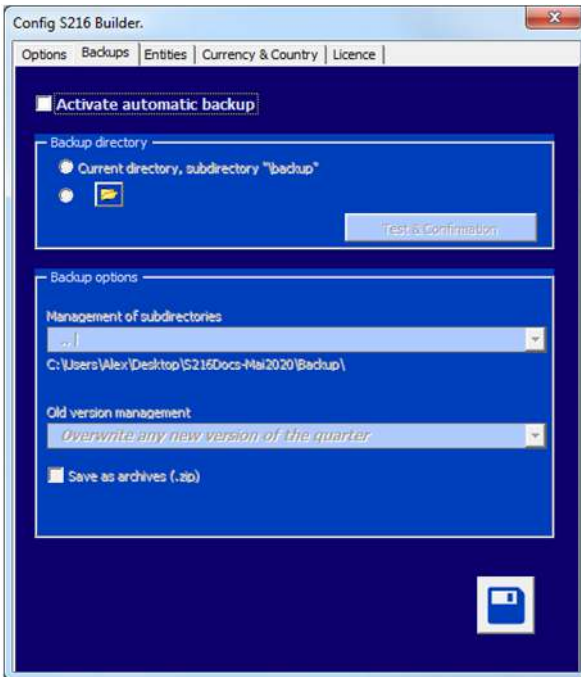 Config S216 Builder.
Options Backups Entities Currency & Country Licence
Activate automatic backup
Backup directory
Current directory, subdirectory "\backup"
Test & Confirmation
Backup options
Management of subdirectories
.. \
C:\Users\Alex\Desktop\S216Docs-Mai2020\Backup\
Old version management
Overwrite any new version of the quarter
Save as archives (.zip)